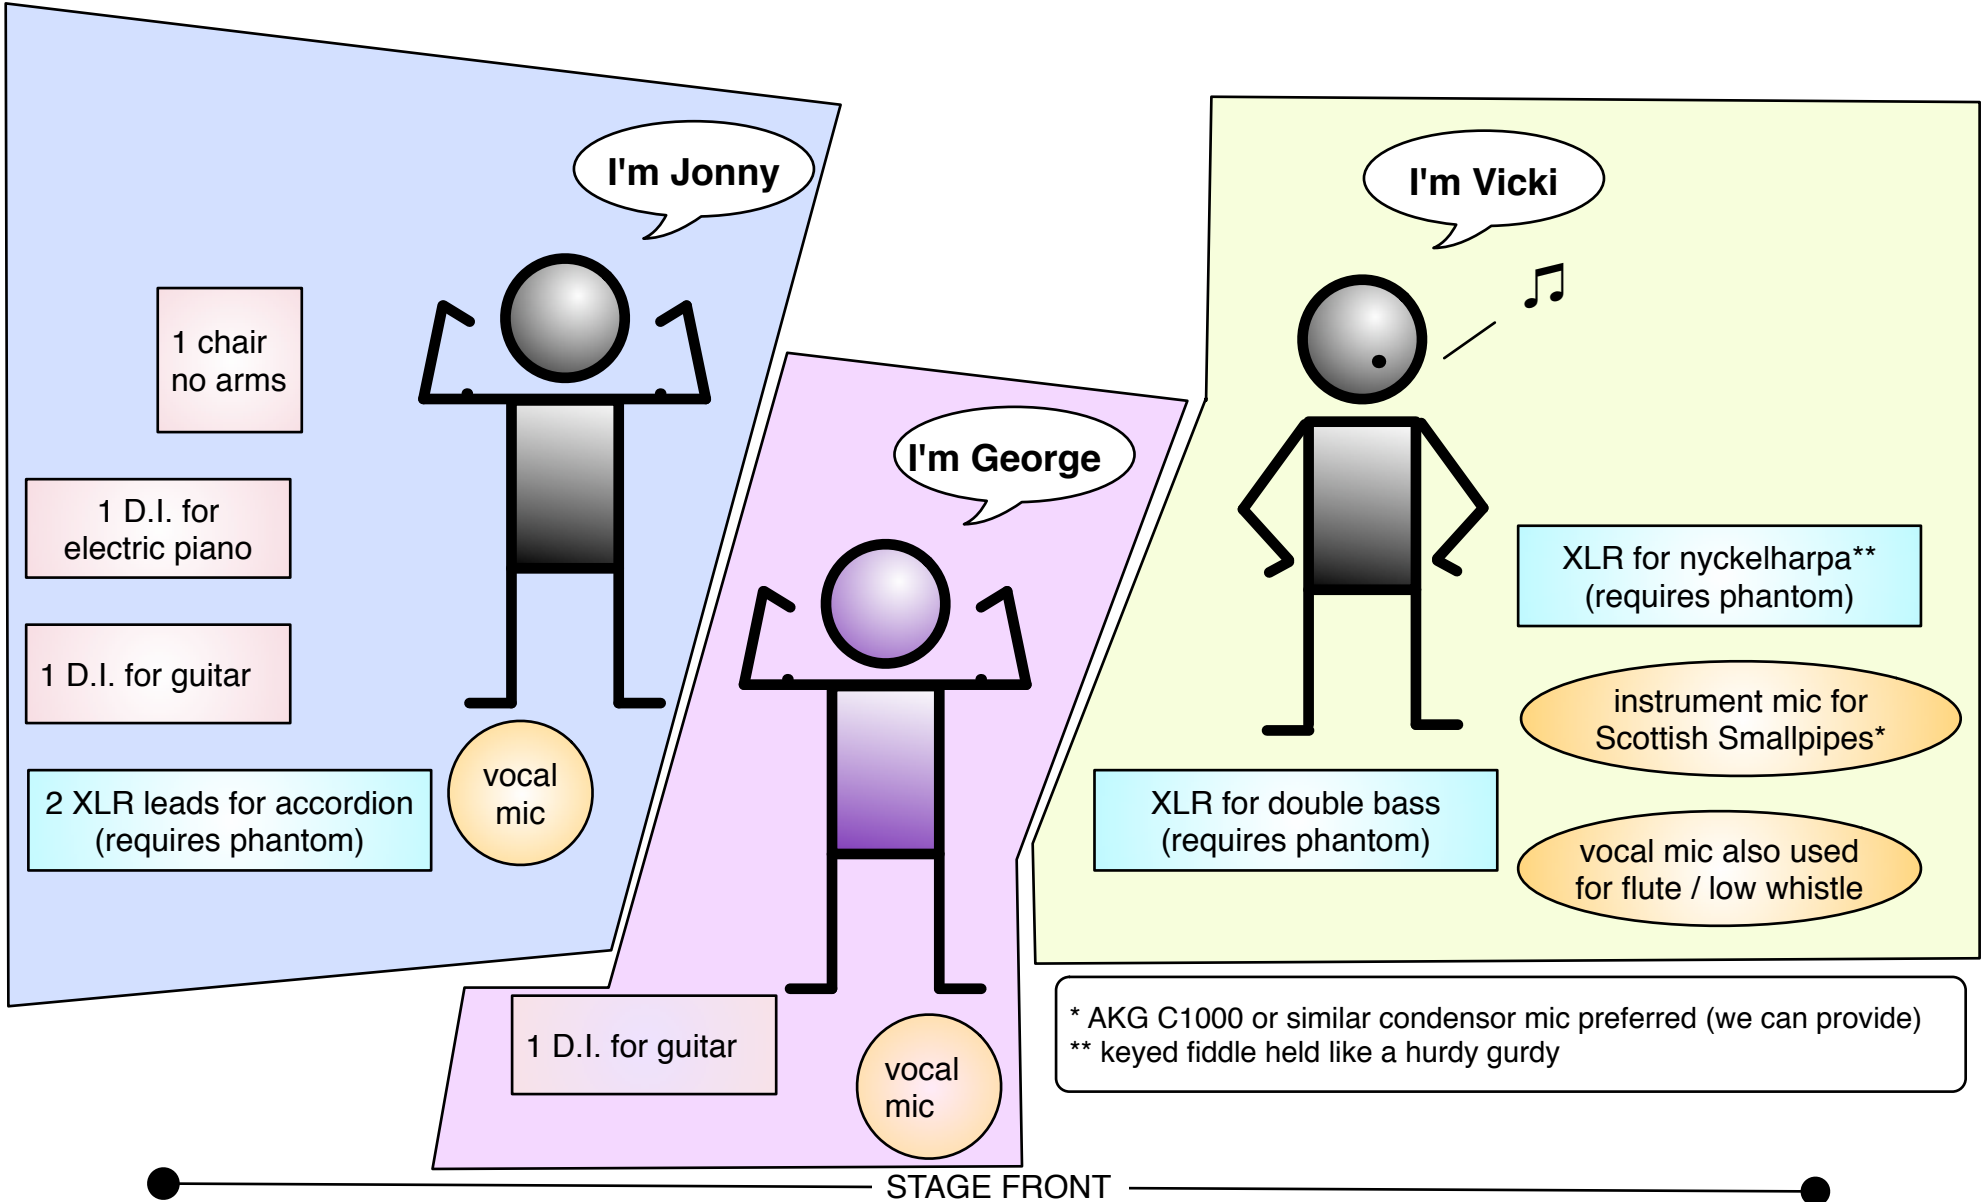 I'm Jonny
1 chair
no arms
1 D.I. for
electric piano
1 D.I. for guitar
2 XLR leads for accordion
(requires phantom)
vocal
mic
I'm George
1 D.I. for guitar
vocal
mic
I'm Vicki
XLR for nyckelharpa**
(requires phantom)
instrument mic for
Scottish Smallpipes*
XLR for double bass
(requires phantom)
vocal mic also used
for flute / low whistle
* AKG C1000 or similar condensor mic preferred (we can provide)
** keyed fiddle held like a hurdy gurdy
STAGE FRONT